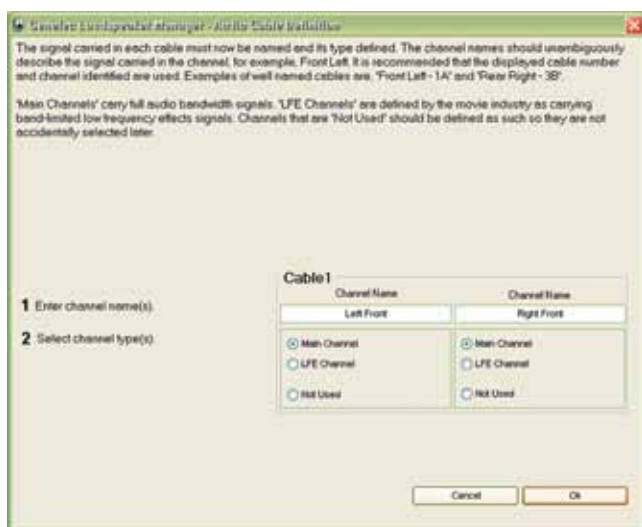 Genelec Loudspeaker Manager - Audio Cable Definition
The signal carried in each cable must now be named and its type defined. The channel names should unambiguously
describe the signal carried in the channel, for example, Front Left. It is recommended that the displayed cable number
and channel identified are used. Examples of well named cables are, 'Front Left - 1A' and 'Rear Right - 3B'.
'Main Channels' carry full audio bandwidth signals. 'LFE Channels' are defined by the movie industry as carrying
band-limited low frequency effects signals. Channels that are 'Not Used' should be defined as such so they are not
accidentally selected later.
Cable1
Channel Name Channel Name
1 Enter channel name(s).
Left Front Right Front
2 Select channel type(s).
Main Channel Main Channel
LFE Channel LFE Channel
Not Used Not Used
Cancel Ok